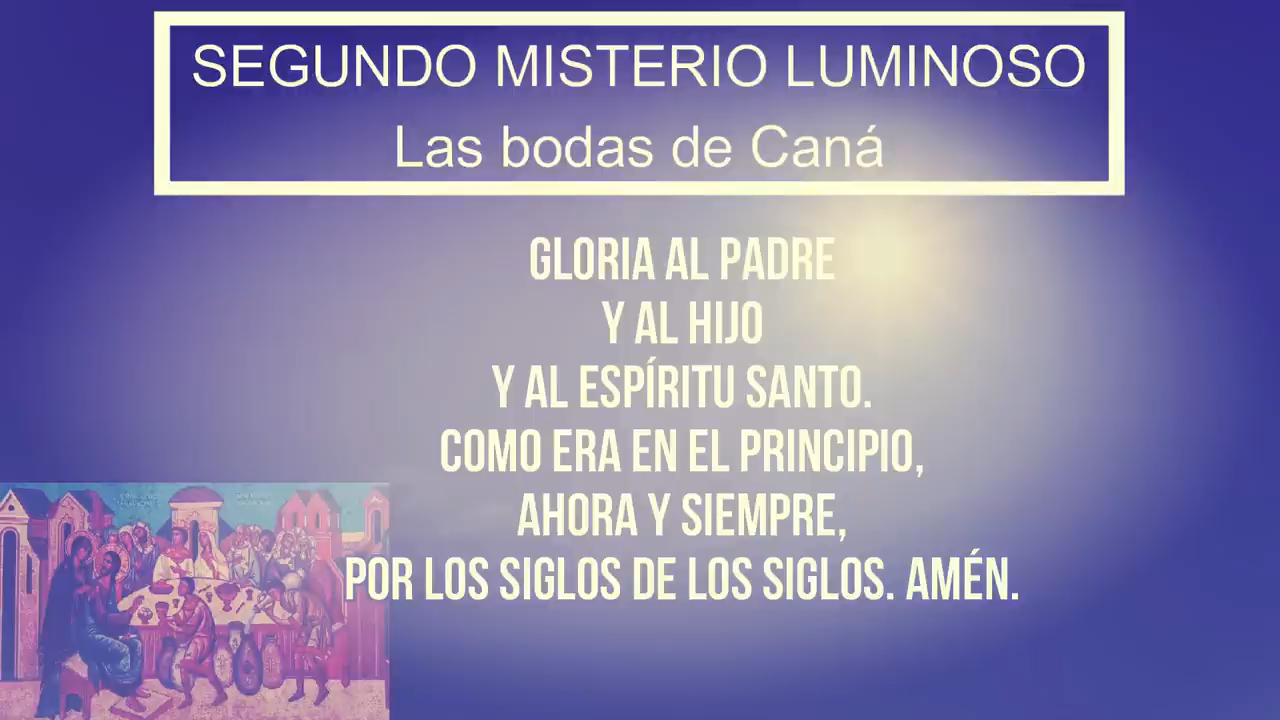 SEGUNDO MISTERIO LUMINOSO
Las bodas de Caná
GLORIA AL PADRE
Y AL HIJO
Y AL ESPÍRITU SANTO.
COMO ERA EN EL PRINCIPIO,
AHORA Y SIEMPRE,
POR LOS SIGLOS DE LOS SIGLOS. AMÉN.